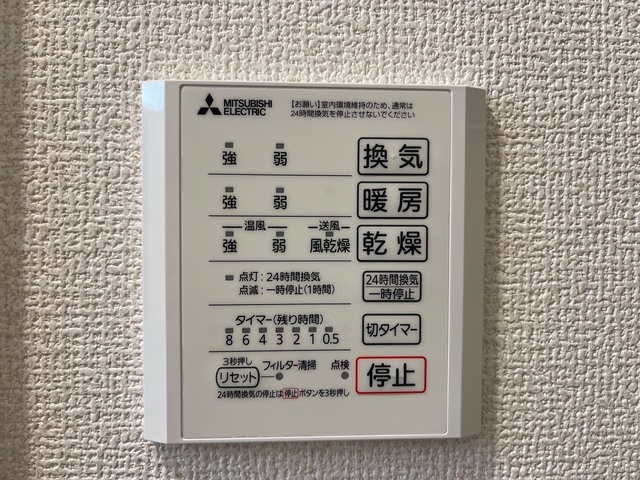 MITSUBISHI
ELECTRIC
【お願い】室内環境維持のため、通常は
24時間換気を停止させないでください
強 弱 換気
強 弱 暖房
温風 送風
強 弱 風乾燥 乾燥
点灯:24時間換気
点滅:一時停止(1時間)
24時間換気
一時停止
タイマー(残り時間)
8 6 4 3 2 1 0.5
切タイマー
3秒押し
リセット フィルター清掃 点検
停止
24時間換気の停止は停止ボタンを3秒押し